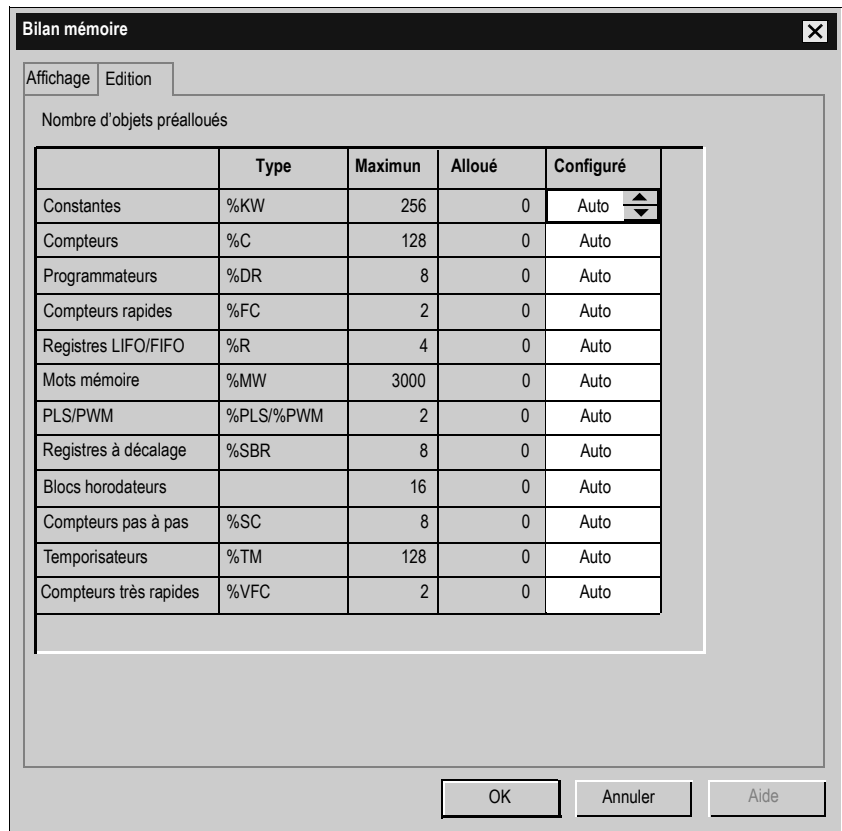 Bilan mémoire
Affichage Edition
Nombre d'objets préalloués
Type Maximun Alloué Configuré
Constantes %KW 256 0 Auto
Compteurs %C 128 0 Auto
Programmateurs %DR 8 0 Auto
Compteurs rapides %FC 2 0 Auto
Registres LIFO/FIFO %R 4 0 Auto
Mots mémoire %MW 3000 0 Auto
PLS/PWM %PLS/%PWM 2 0 Auto
Registres à décalage %SBR 8 0 Auto
Blocs horodateurs 16 0 Auto
Compteurs pas à pas %SC 8 0 Auto
Temporisateurs %TM 128 0 Auto
Compteurs très rapides %VFC 2 0 Auto
OK Annuler Aide